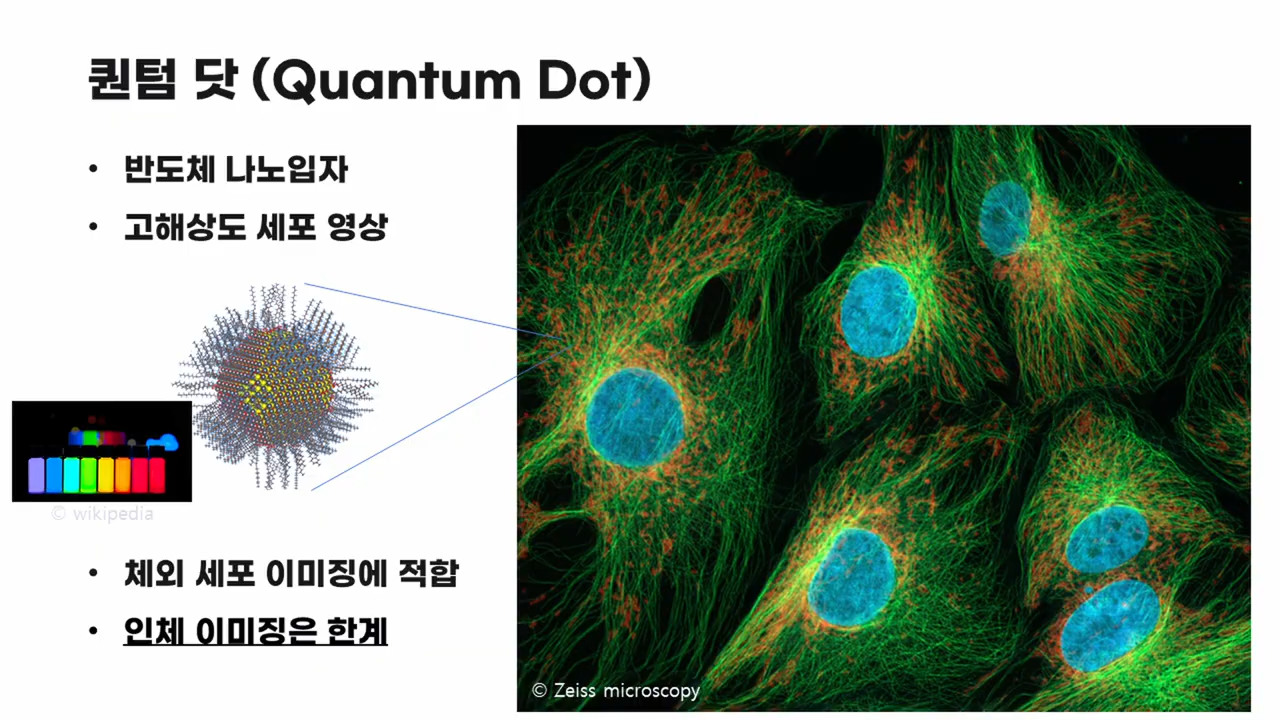 퀀텀 닷 (Quantum Dot)
• 반도체 나노입자
• 고해상도 세포 영상
© wikipedia
• 체외 세포 이미징에 적합
• 인체 이미징은 한계
© Zeiss microscopy